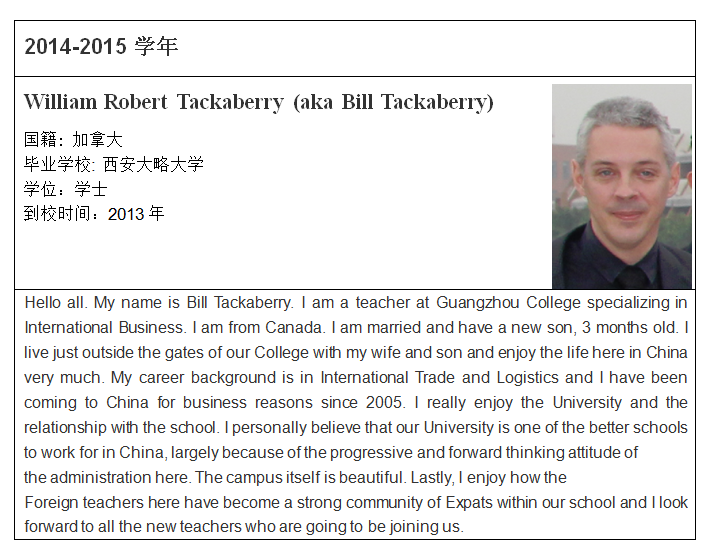 2014-2015 学年
William Robert Tackaberry (aka Bill Tackaberry)
国籍：加拿大
毕业学校: 西安大略大学
学位：学士
到校时间：2013 年
Hello all. My name is Bill Tackaberry. I am a teacher at Guangzhou College specializing in
International Business. I am from Canada. I am married and have a new son, 3 months old. I
live just outside the gates of our College with my wife and son and enjoy the life here in China
very much. My career background is in International Trade and Logistics and I have been
coming to China for business reasons since 2005. I really enjoy the University and the
relationship with the school. I personally believe that our University is one of the better schools
to work for in China, largely because of the progressive and forward thinking attitude of
the administration here. The campus itself is beautiful. Lastly, I enjoy how the
Foreign teachers here have become a strong community of Expats within our school and I look
forward to all the new teachers who are going to be joining us.